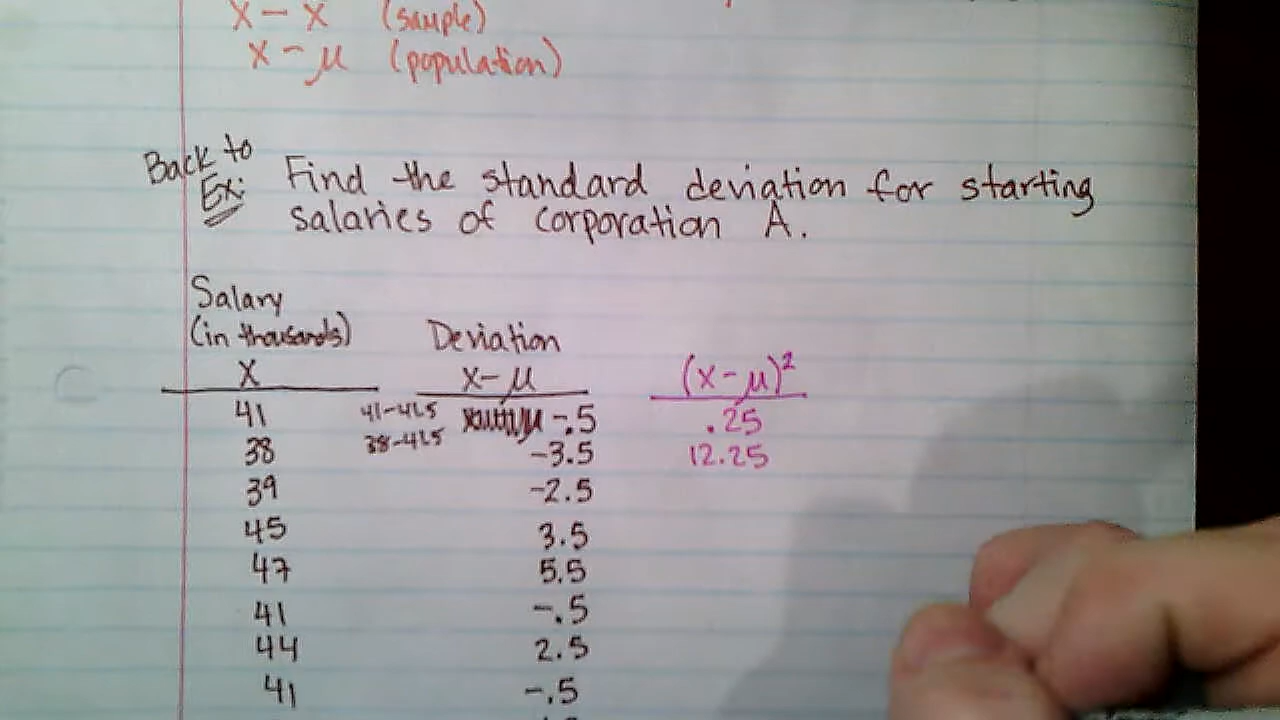 x - x (sample)
x - μ (population)
Back to
Ex:
Find the standard deviation for starting
salaries of corporation A.
Salary
(in thousands) Deviation
x x-μ (x-μ)²
41 41-41.5 -.5 .25
38 38-41.5 -3.5 12.25
39 -2.5
45 3.5
47 5.5
41 -.5
44 2.5
41 -.5